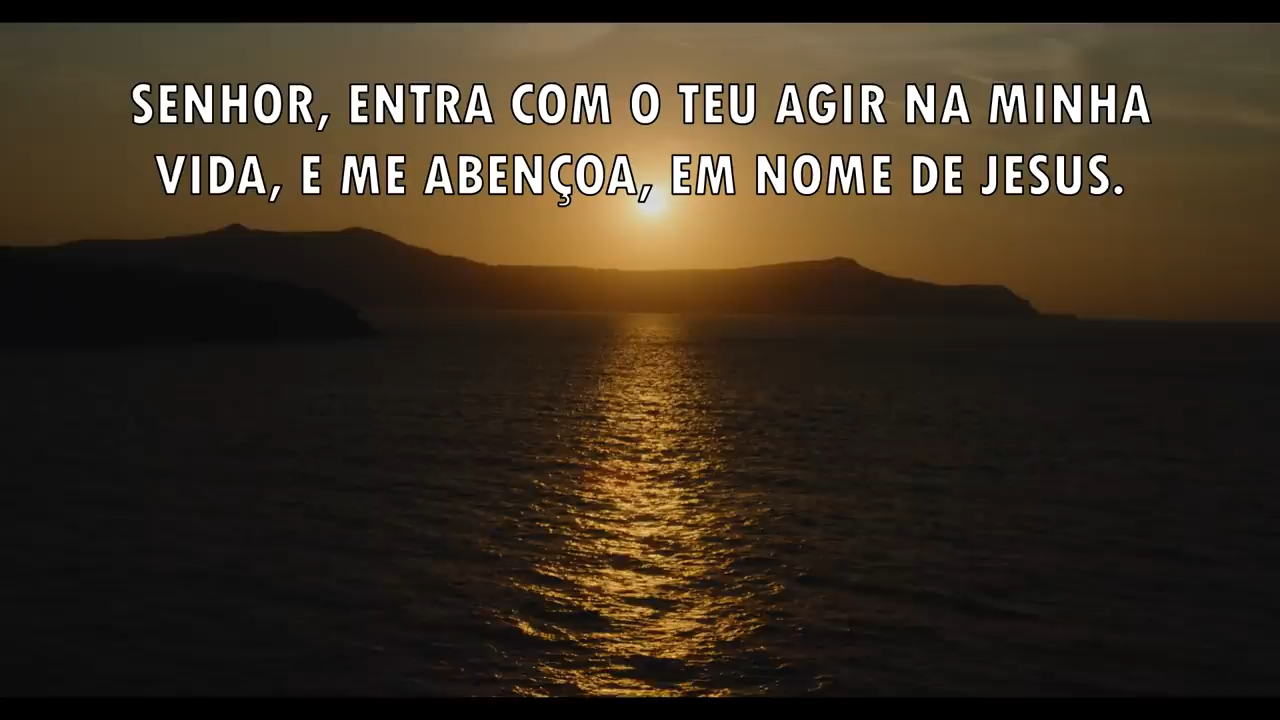 SENHOR, ENTRA COM O TEU AGIR NA MINHA
VIDA, E ME ABENÇOA, EM NOME DE JESUS.